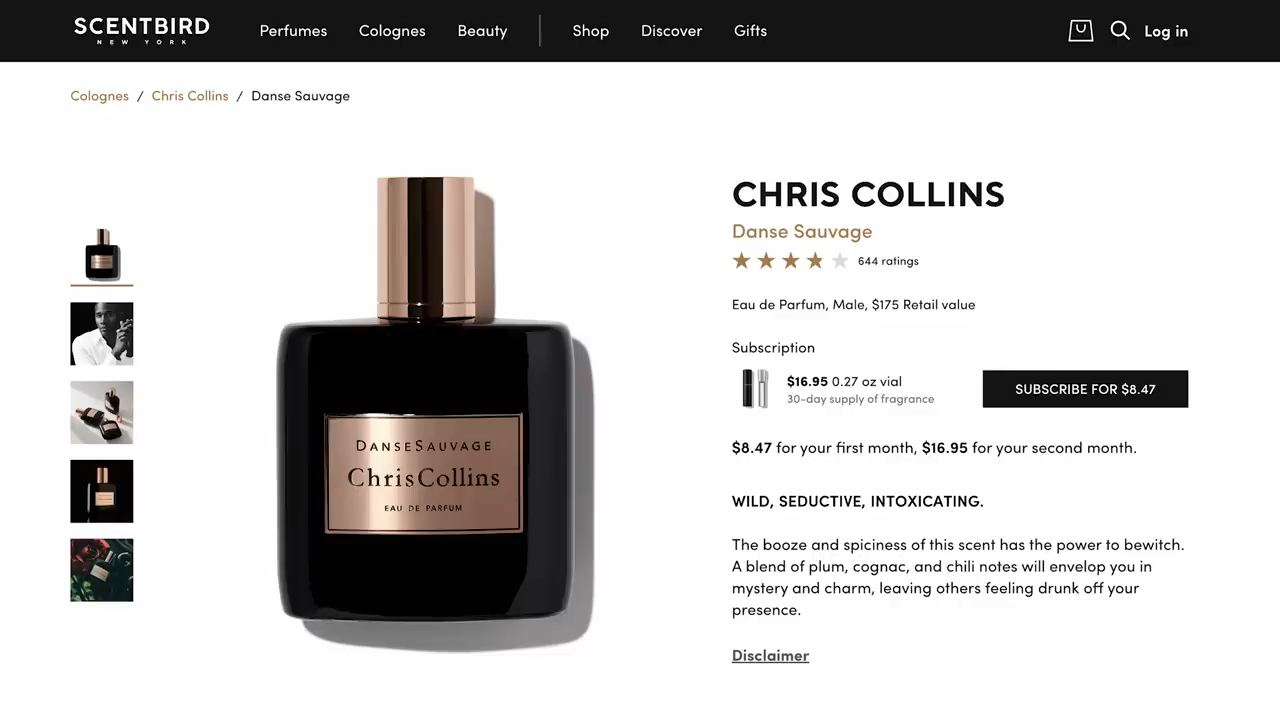 SCENTBIRD
NEW YORK
Perfumes
Colognes
Beauty
Shop
Discover
Gifts
Log in
Colognes / Chris Collins / Danse Sauvage
DANSESAUVAGE
ChrisCollins
EAU DE PARFUM
CHRIS COLLINS
Danse Sauvage
644 ratings
Eau de Parfum, Male, $175 Retail value
Subscription
$16.95 0.27 oz vial
30-day supply of fragrance
SUBSCRIBE FOR $8.47
$8.47 for your first month, $16.95 for your second month.
WILD, SEDUCTIVE, INTOXICATING.
The booze and spiciness of this scent has the power to bewitch.
A blend of plum, cognac, and chili notes will envelop you in
mystery and charm, leaving others feeling drunk off your
presence.
Disclaimer